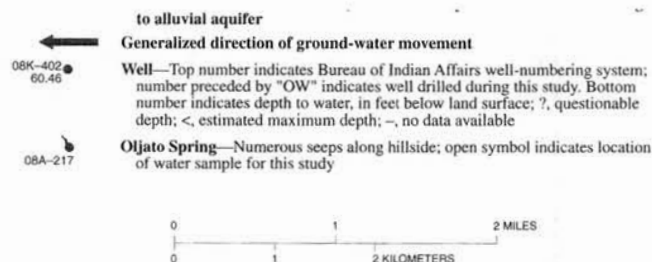 to alluvial aquifer
Generalized direction of ground-water movement
08K–402
60.46
Well—Top number indicates Bureau of Indian Affairs well-numbering system;
number preceded by "OW" indicates well drilled during this study. Bottom
number indicates depth to water, in feet below land surface; ?, questionable
depth; <, estimated maximum depth; –, no data available
08A–217
Oljato Spring—Numerous seeps along hillside; open symbol indicates location
of water sample for this study
0 1 2 MILES
0 1 2 KILOMETERS